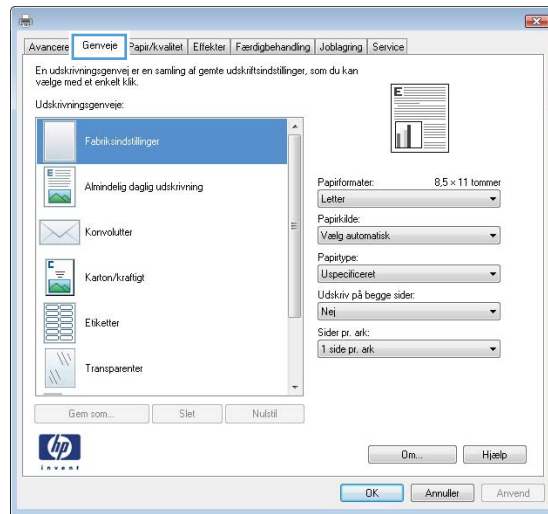 Avancere
Genveje
Papir/kvalitet
Effekter
Færdigbehandling
Joblagring
Service
En udskrivningsgenvej er en samling af gemte udskriftsindstillinger, som du kan
vælge med et enkelt klik.
Udskrivningsgenveje:
Fabriksindstillinger
Almindelig daglig udskrivning
Konvolutter
Karton/kraftigt
Etiketter
Transparenter
Gem som...
Slet
Nulstil
E
Papirformater:
8,5 × 11 tommer
Letter
Papirkilde:
Vælg automatisk
Papirtype:
Uspecificeret
Udskriv på begge sider:
Nej
Sider pr. ark:
1 side pr. ark
hp
invent
Om...
Hjælp
OK
Annuller
Anvend